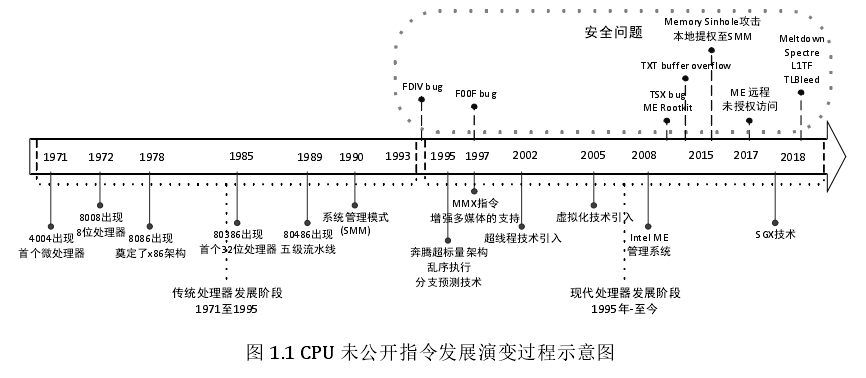 安全问题
Memory Sinhole攻击
本地提权至SMM
Meltdown
Spectre
L1TF
TLBleed
TXT buffer overflow
FDIV bug
F00F bug
TSX bug
ME Rootkit
ME 远程
未授权访问
1971 1972 1978 1985 1989 1990 1993 1995 1997 2002 2005 2008 2015 2017 2018
4004出现
首个微处理器
8008出现
8位处理器
8086出现
奠定了x86架构
80386出现
首个32位处理器
80486出现
五级流水线
系统管理模式
(SMM)
奔腾超标量架构
乱序执行
分支预测技术
MMX指令
增强多媒体的支持
超线程技术引入
虚拟化技术引入
Intel ME
管理系统
SGX技术
传统处理器发展阶段
1971至1995
现代处理器发展阶段
1995年-至今
图 1.1 CPU 未公开指令发展演变过程示意图